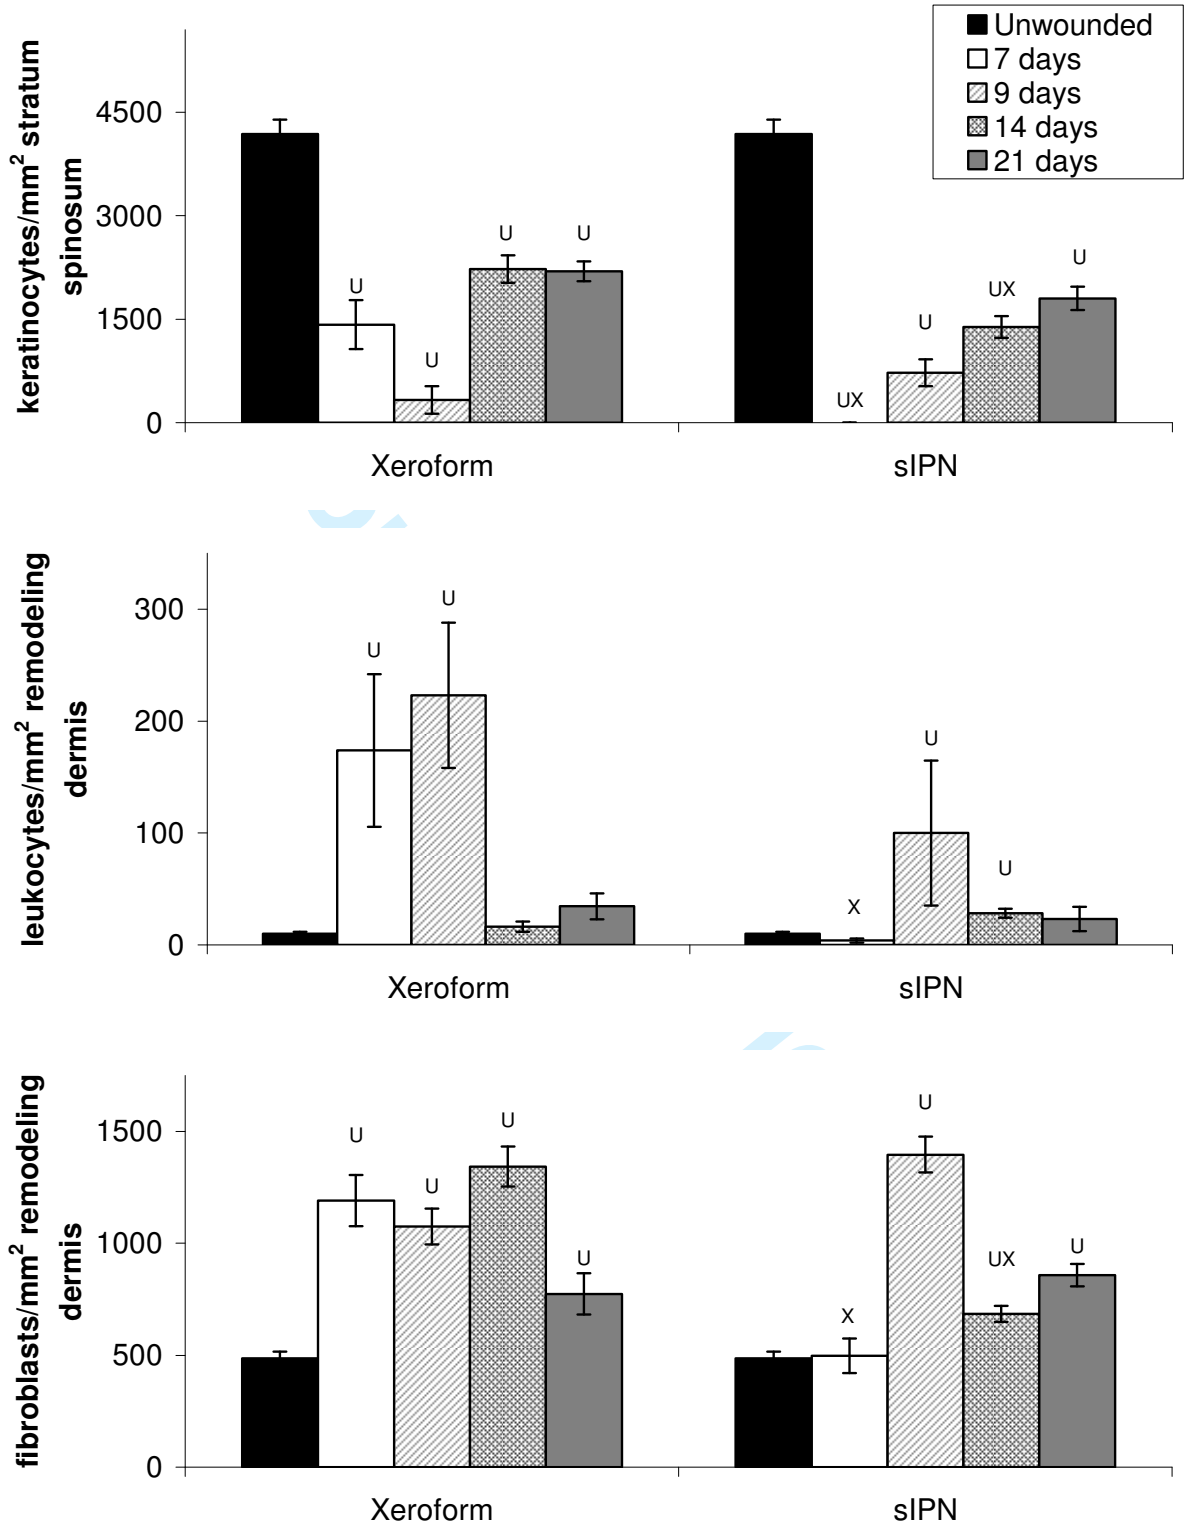 Unwounded
7 days
9 days
14 days
21 days
keratinocytes/mm² stratum
spinosum
4500
3000
1500
0
U
U
U
U
UX
U
UX
U
Xeroform
sIPN
leukocytes/mm² remodeling
dermis
300
200
100
0
U
U
X
U
U
Xeroform
sIPN
fibroblasts/mm² remodeling
dermis
1500
1000
500
0
U
U
U
U
X
U
UX
U
Xeroform
sIPN